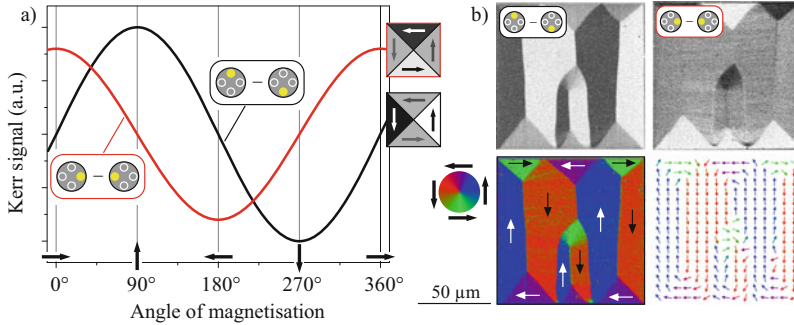 a)
Kerr signal (a.u.)
0° 90° 180° 270° 360°
Angle of magnetisation
b)
50 µm